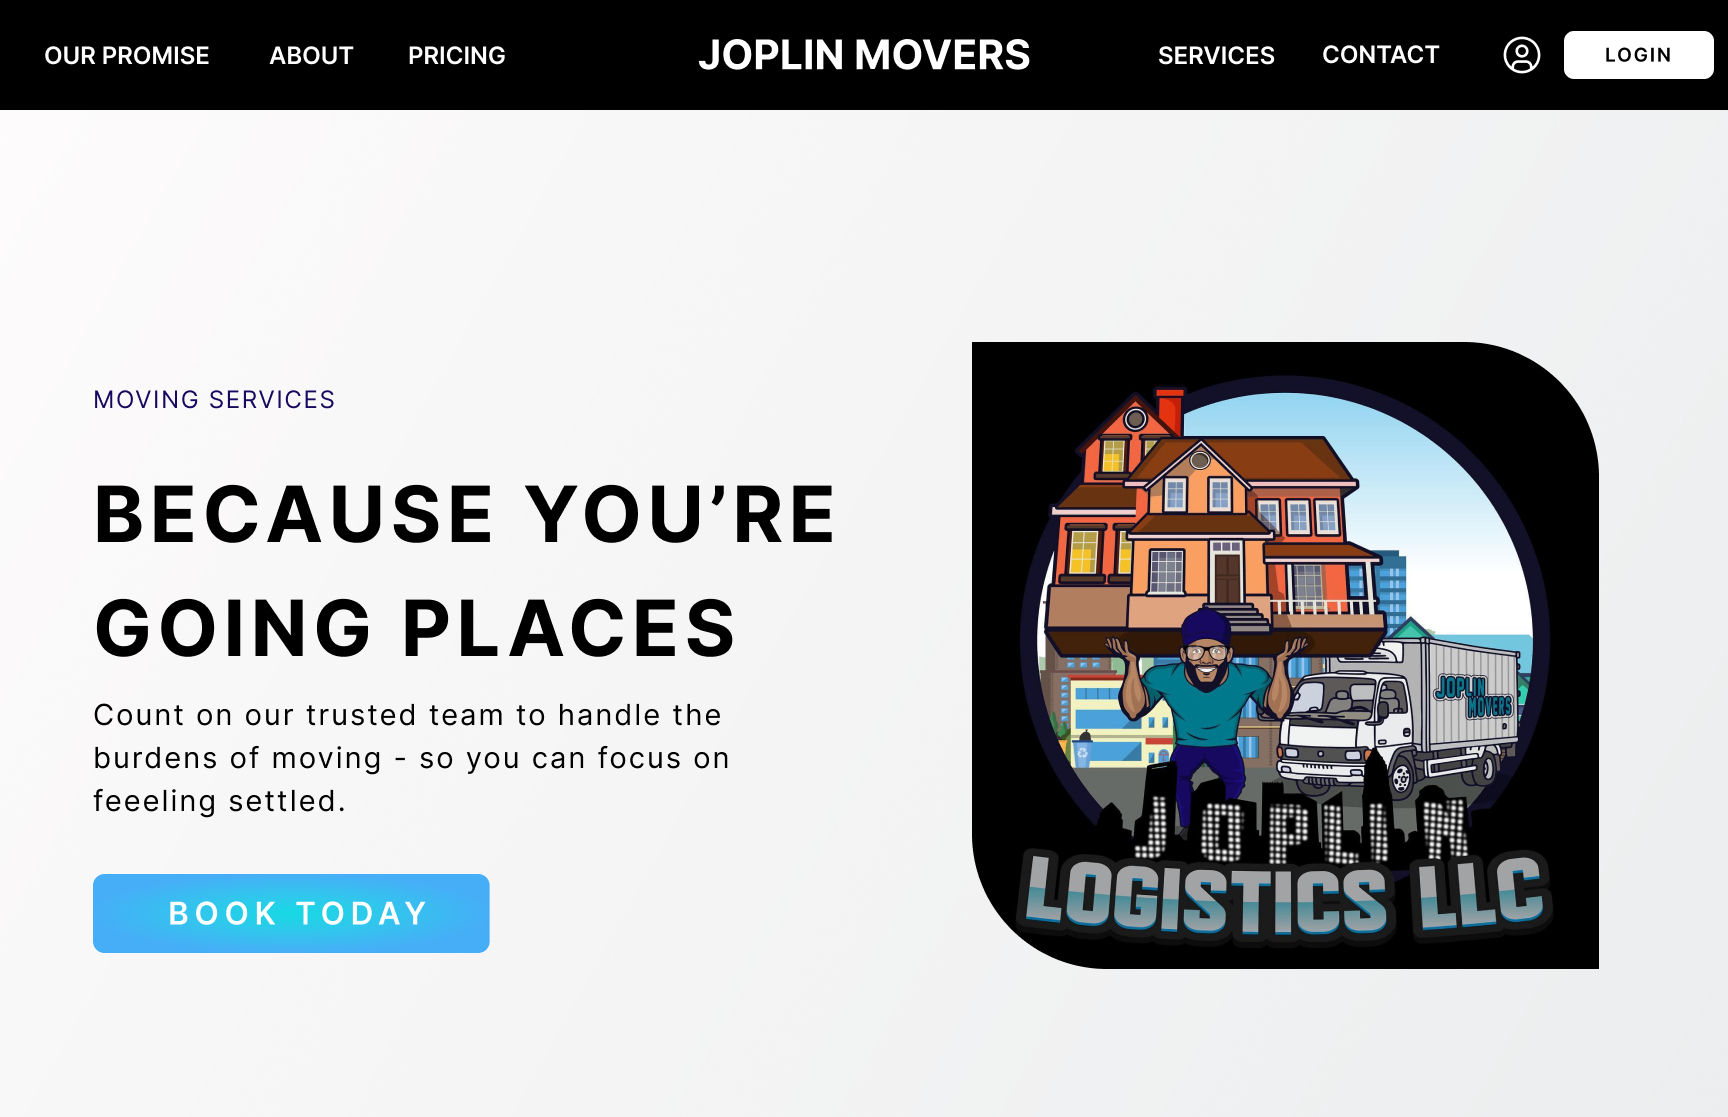 OUR PROMISE ABOUT PRICING JOPLIN MOVERS SERVICES CONTACT LOGIN
MOVING SERVICES
BECAUSE YOU’RE
GOING PLACES
Count on our trusted team to handle the
burdens of moving - so you can focus on
feeeling settled.
BOOK TODAY
JOPLIN
MOVERS
JOPLIN
LOGISTICS LLC